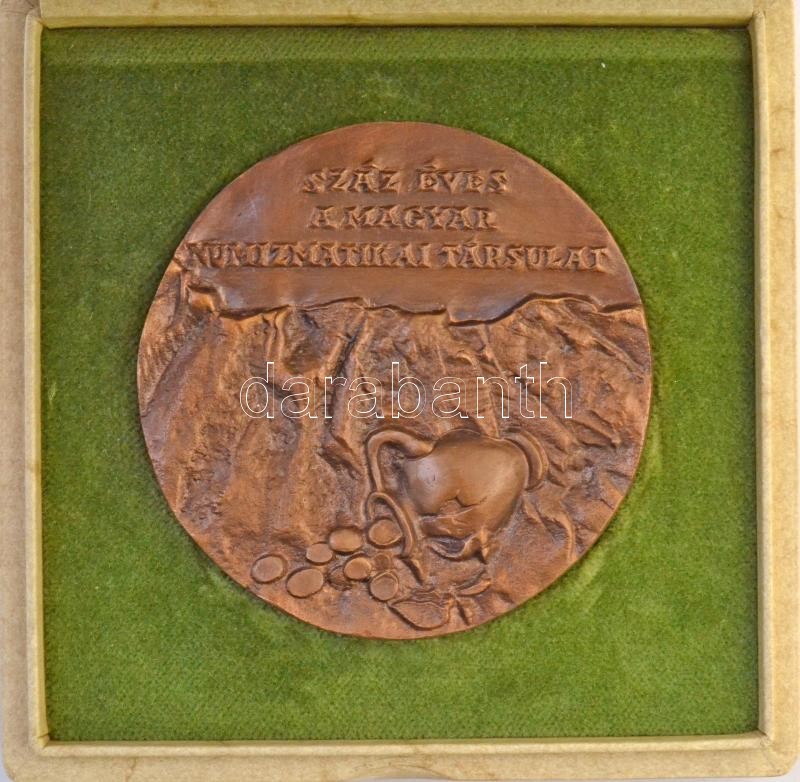 SZÁZ ÉVES
A MAGYAR
NUMIZMATIKAI TÁRSULAT
darabanth